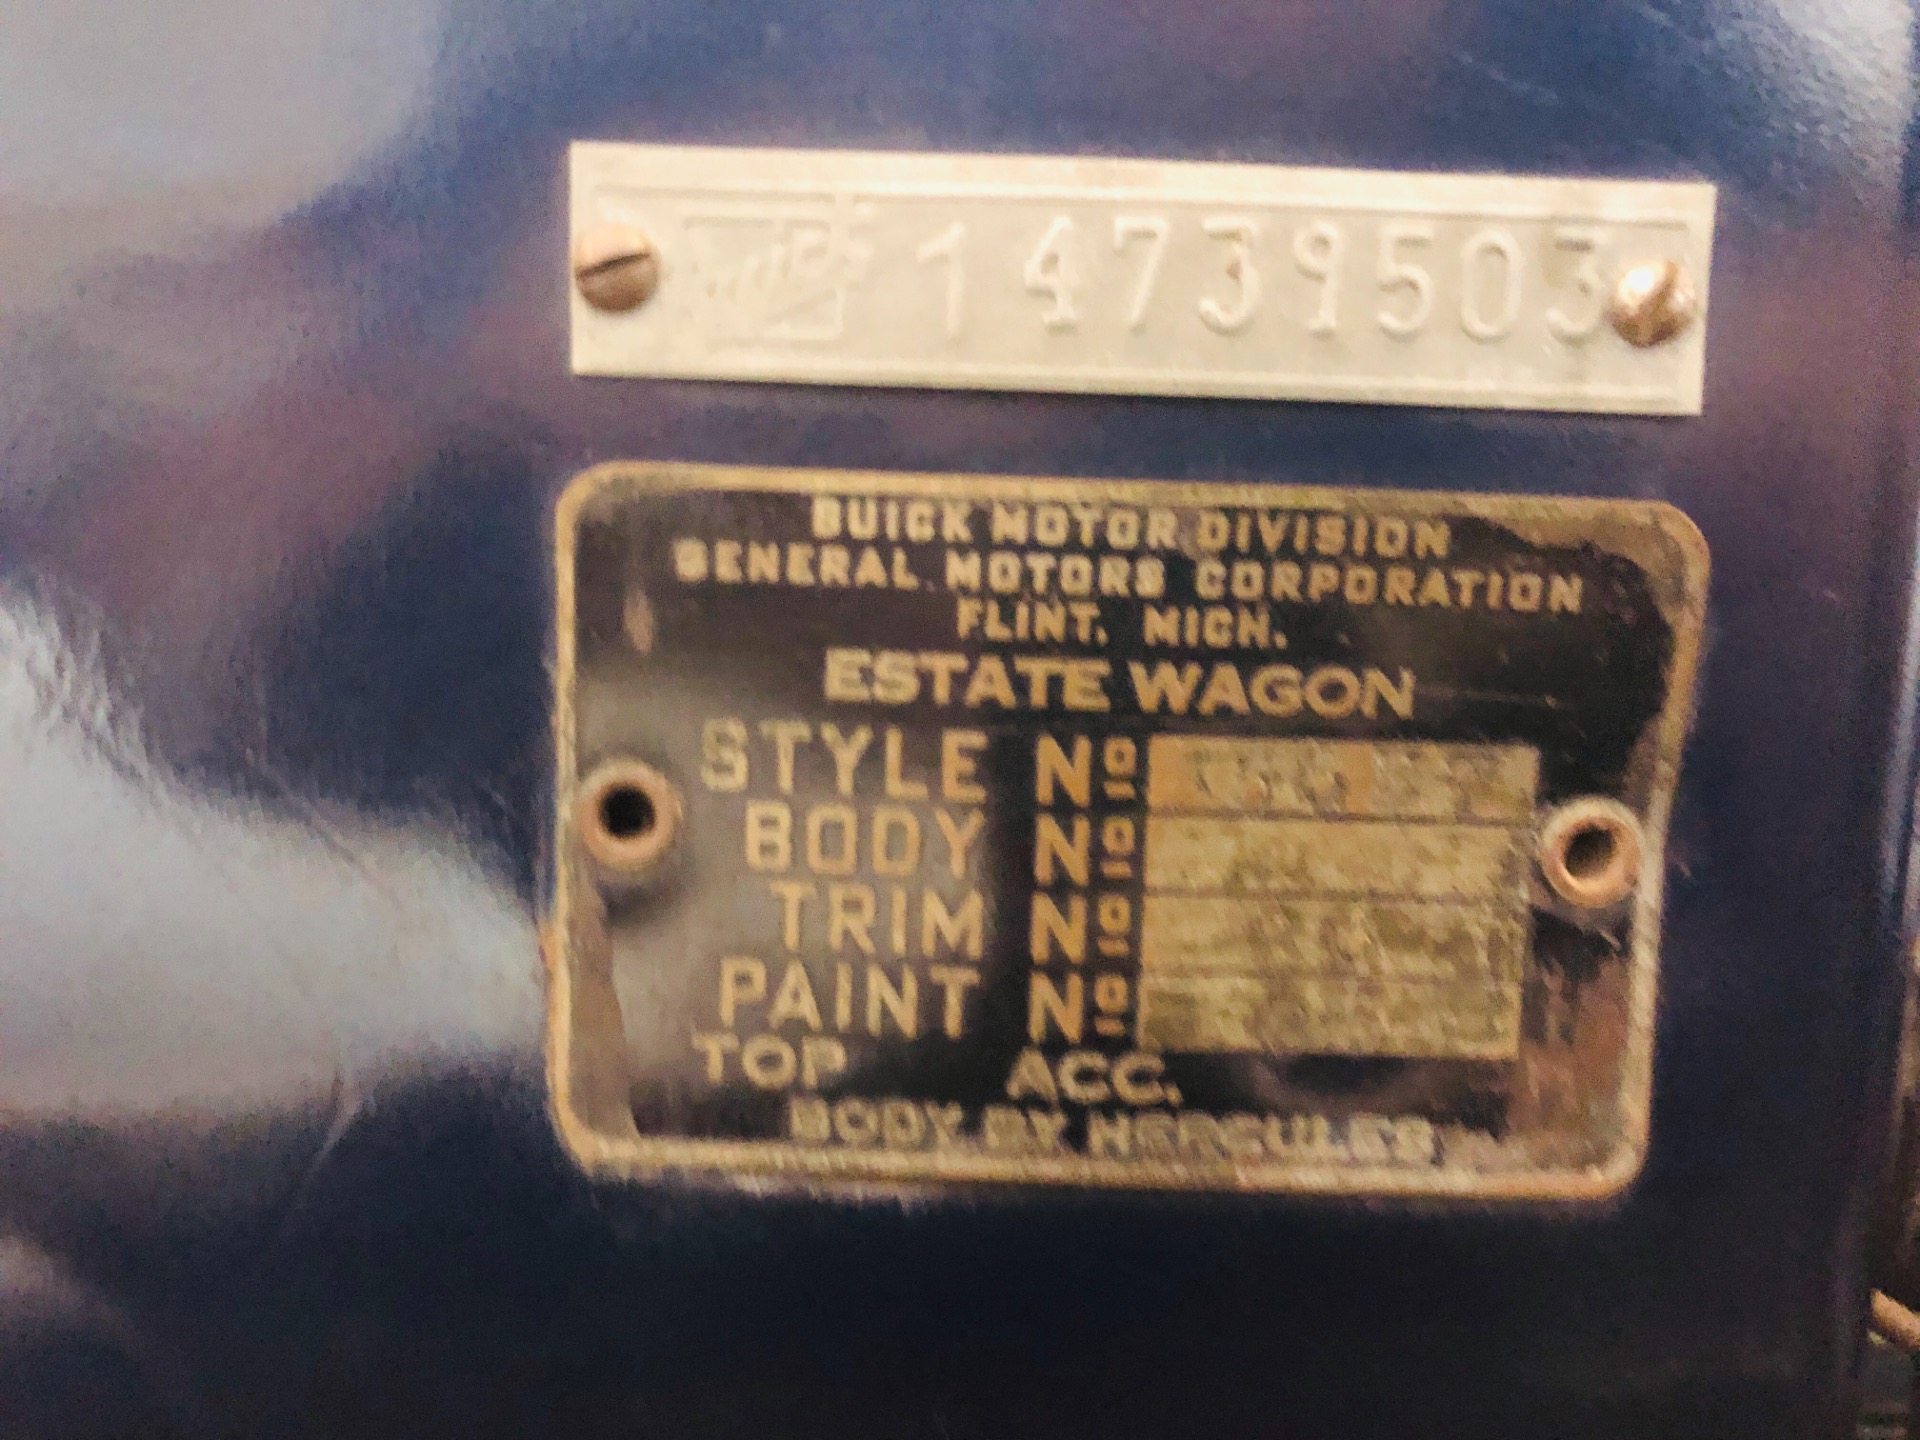 14739503
BUICK MOTOR DIVISION
GENERAL MOTORS CORPORATION
FLINT, MICH.
ESTATE WAGON
STYLE Nº
BODY Nº
TRIM Nº
PAINT Nº
TOP ACC.
BODY BY HERCULES